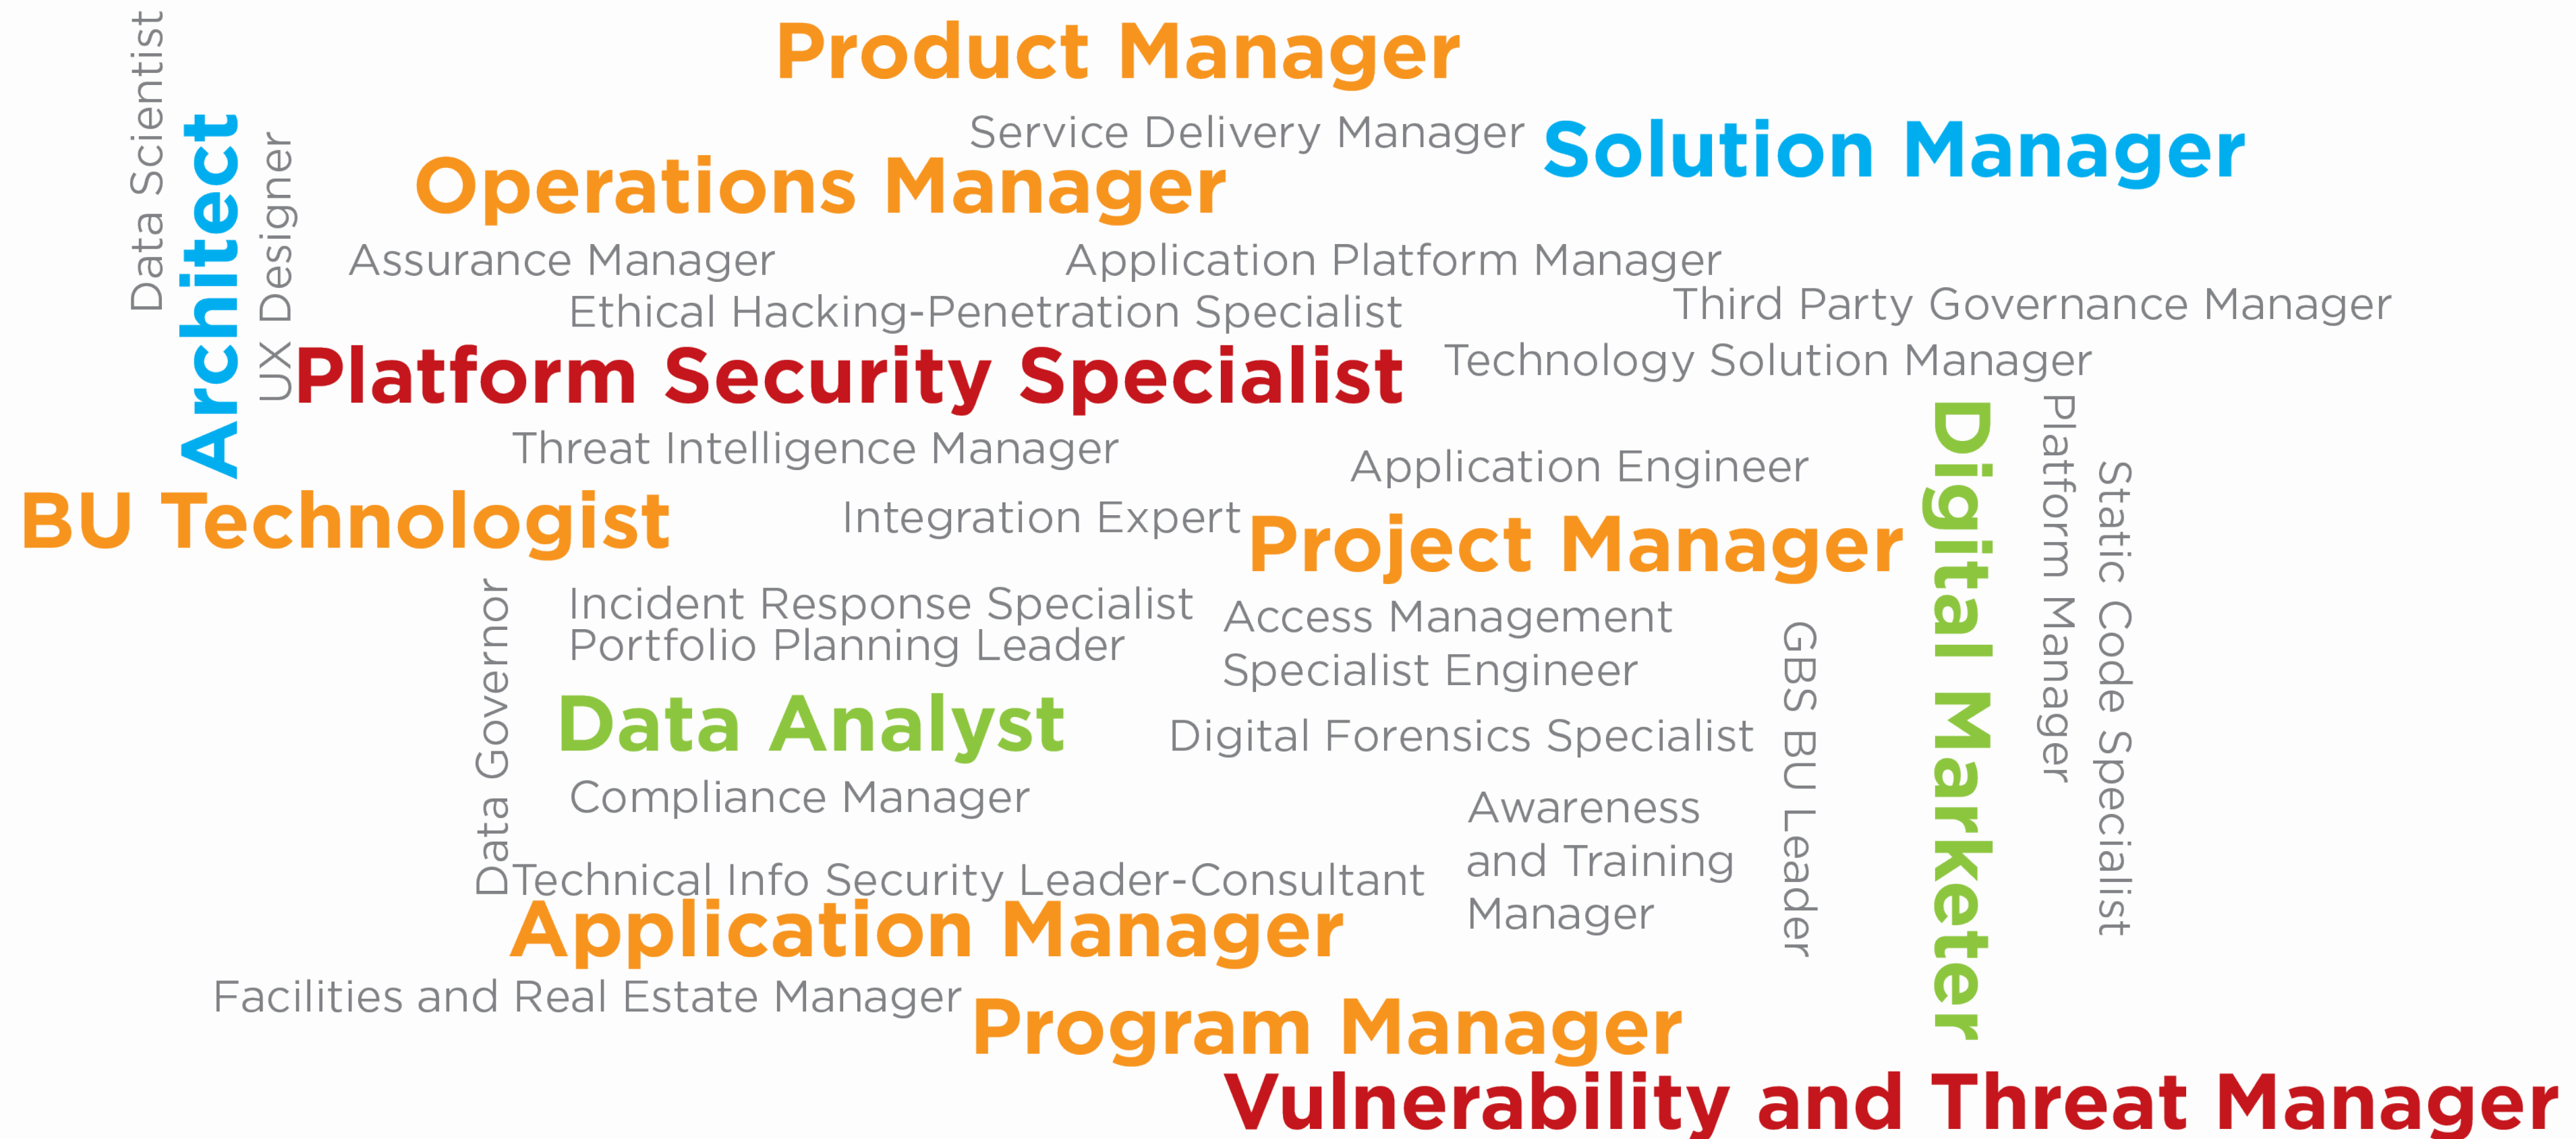 Product Manager
Data Scientist
Architect
UX Designer
Service Delivery Manager
Solution Manager
Operations Manager
Assurance Manager
Application Platform Manager
Ethical Hacking-Penetration Specialist
Third Party Governance Manager
Platform Security Specialist
Technology Solution Manager
Threat Intelligence Manager
Application Engineer
Digital Marketer
Platform Manager
Static Code Specialist
BU Technologist
Integration Expert
Project Manager
Data Governor
Incident Response Specialist
Portfolio Planning Leader
Access Management
Specialist Engineer
GBS BU Leader
Data Analyst
Digital Forensics Specialist
Compliance Manager
Awareness
and Training
Manager
Technical Info Security Leader-Consultant
Application Manager
Facilities and Real Estate Manager
Program Manager
Vulnerability and Threat Manager